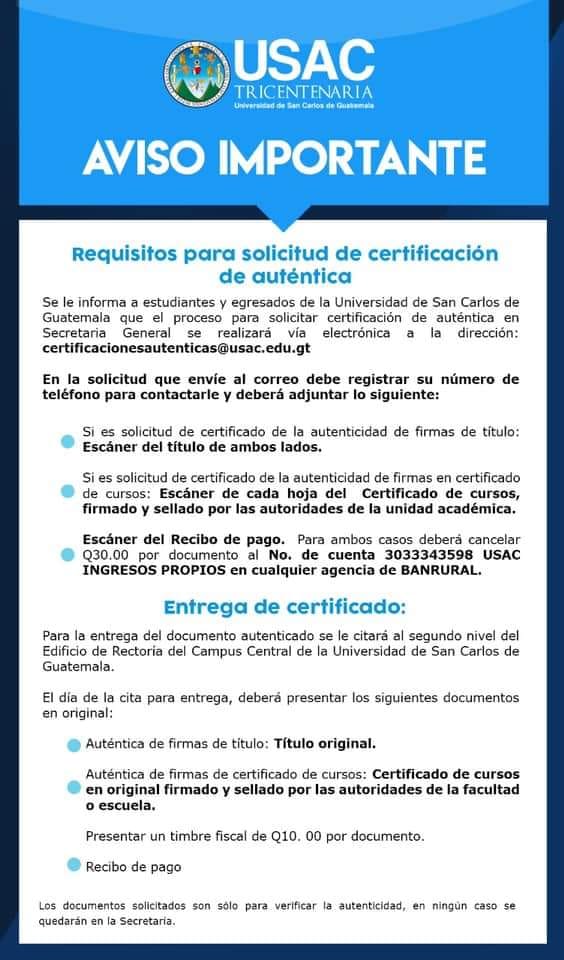 USAC
TRICENTENARIA
Universidad de San Carlos de Guatemala
AVISO IMPORTANTE
Requisitos para solicitud de certificación
de auténtica
Se le informa a estudiantes y egresados de la Universidad de San Carlos de
Guatemala que el proceso para solicitar certificación de auténtica en
Secretaria General se realizará vía electrónica a la dirección:
certificacionesautenticas@usac.edu.gt
En la solicitud que envíe al correo debe registrar su número de
teléfono para contactarle y deberá adjuntar lo siguiente:
Si es solicitud de certificado de la autenticidad de firmas de título:
Escáner del título de ambos lados.
Si es solicitud de certificado de la autenticidad de firmas en certificado
de cursos: Escáner de cada hoja del Certificado de cursos,
firmado y sellado por las autoridades de la unidad académica.
Escáner del Recibo de pago. Para ambos casos deberá cancelar
Q30.00 por documento al No. de cuenta 3033343598 USAC
INGRESOS PROPIOS en cualquier agencia de BANRURAL.
Entrega de certificado:
Para la entrega del documento autenticado se le citará al segundo nivel del
Edificio de Rectoría del Campus Central de la Universidad de San Carlos de
Guatemala.
El día de la cita para entrega, deberá presentar los siguientes documentos
en original:
Auténtica de firmas de título: Título original.
Auténtica de firmas de certificado de cursos: Certificado de cursos
en original firmado y sellado por las autoridades de la facultad
o escuela.
Presentar un timbre fiscal de Q10. 00 por documento.
Recibo de pago
Los documentos solicitados son sólo para verificar la autenticidad, en ningún caso se
quedarán en la Secretaría.